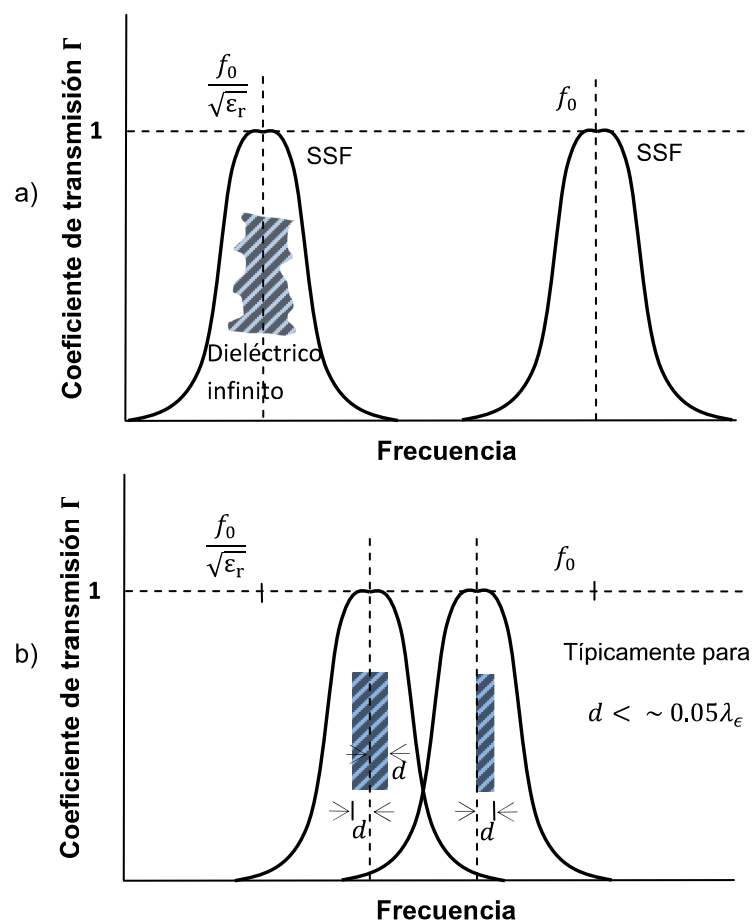 a)
Coeficiente de transmisión Γ
1
f₀
√εᵣ
SSF
f₀
SSF
Dieléctrico
infinito
Frecuencia
b)
Coeficiente de transmisión Γ
1
f₀
√εᵣ
f₀
Típicamente para
d < ~ 0.05λ_ϵ
d
d
d
Frecuencia